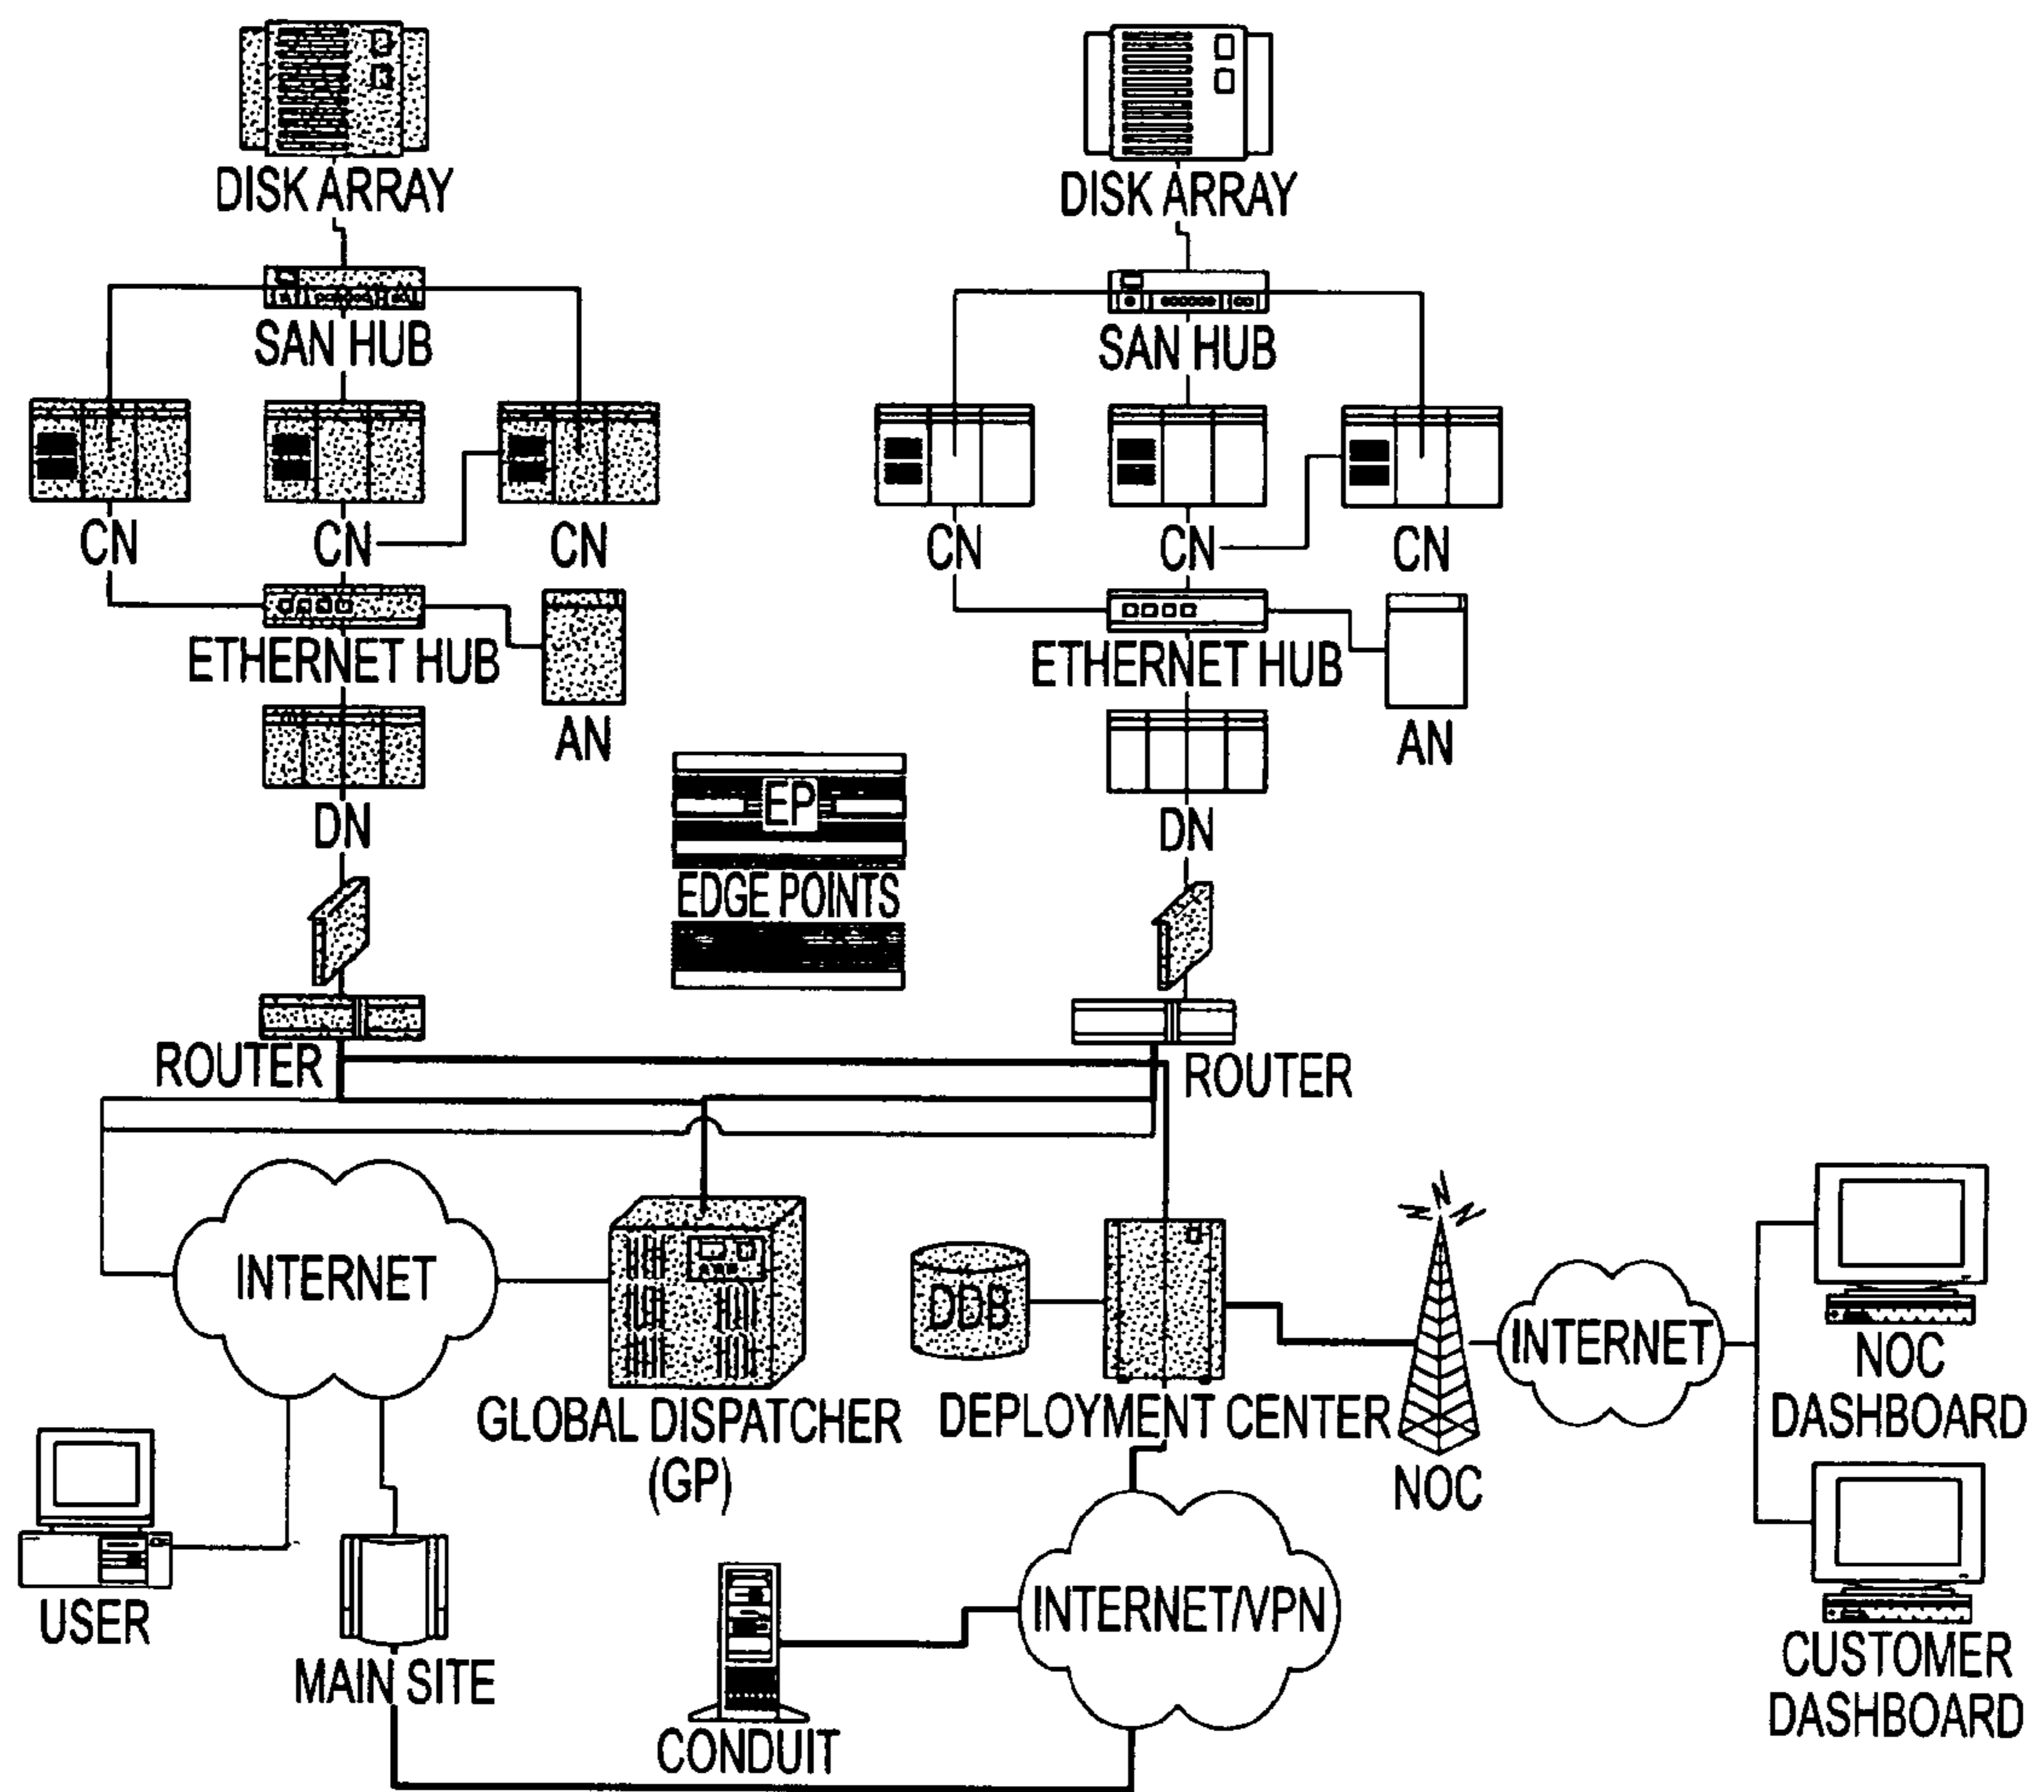 DISK ARRAY
DISK ARRAY
SAN HUB
SAN HUB
CN
CN
CN
CN
CN
CN
ETHERNET HUB
ETHERNET HUB
AN
AN
EP
DN
DN
EDGE POINTS
ROUTER
ROUTER
INTERNET
DDB
INTERNET
NOC
DASHBOARD
GLOBAL DISPATCHER
(GP)
DEPLOYMENT CENTER
NOC
USER
MAIN SITE
INTERNET/VPN
CONDUIT
CUSTOMER
DASHBOARD